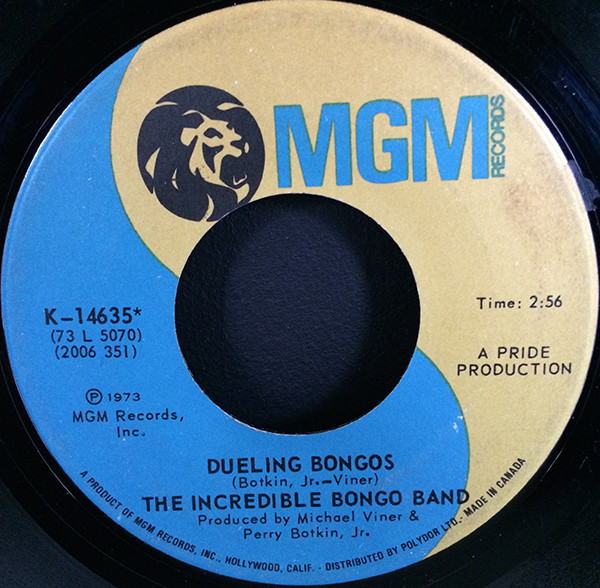 MGM
RECORDS
K-14635*
(73 L 5070)
(2006 351)
Time: 2:56
A PRIDE
PRODUCTION
Ⓟ 1973
MGM Records,
Inc.
DUELING BONGOS
(Botkin, Jr.-Viner)
THE INCREDIBLE BONGO BAND
Produced by Michael Viner &
Perry Botkin, Jr.
A PRODUCT OF MGM RECORDS, INC., HOLLYWOOD, CALIF. - DISTRIBUTED BY POLYDOR LTD. - MADE IN CANADA